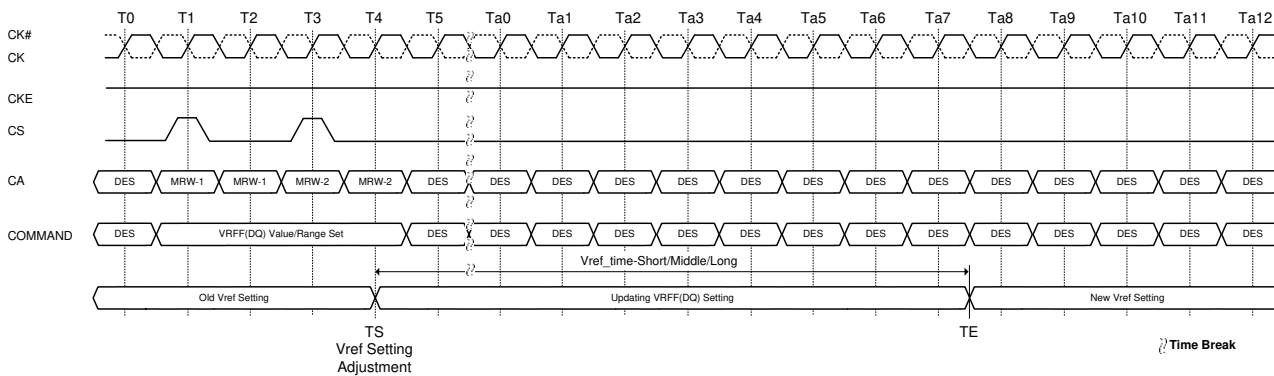 T0 T1 T2 T3 T4 T5 Ta0 Ta1 Ta2 Ta3 Ta4 Ta5 Ta6 Ta7 Ta8 Ta9 Ta10 Ta11 Ta12
CK#
CK
CKE
CS
CA DES MRW-1 MRW-1 MRW-2 MRW-2 DES DES DES DES DES DES DES DES DES DES DES DES DES DES
COMMAND DES VRFF(DQ) Value/Range Set DES DES DES DES DES DES DES DES DES DES DES DES DES DES
Vref_time-Short/Middle/Long
Old Vref Setting Updating VRFF(DQ) Setting New Vref Setting
TS TE
Vref Setting
Adjustment
Time Break